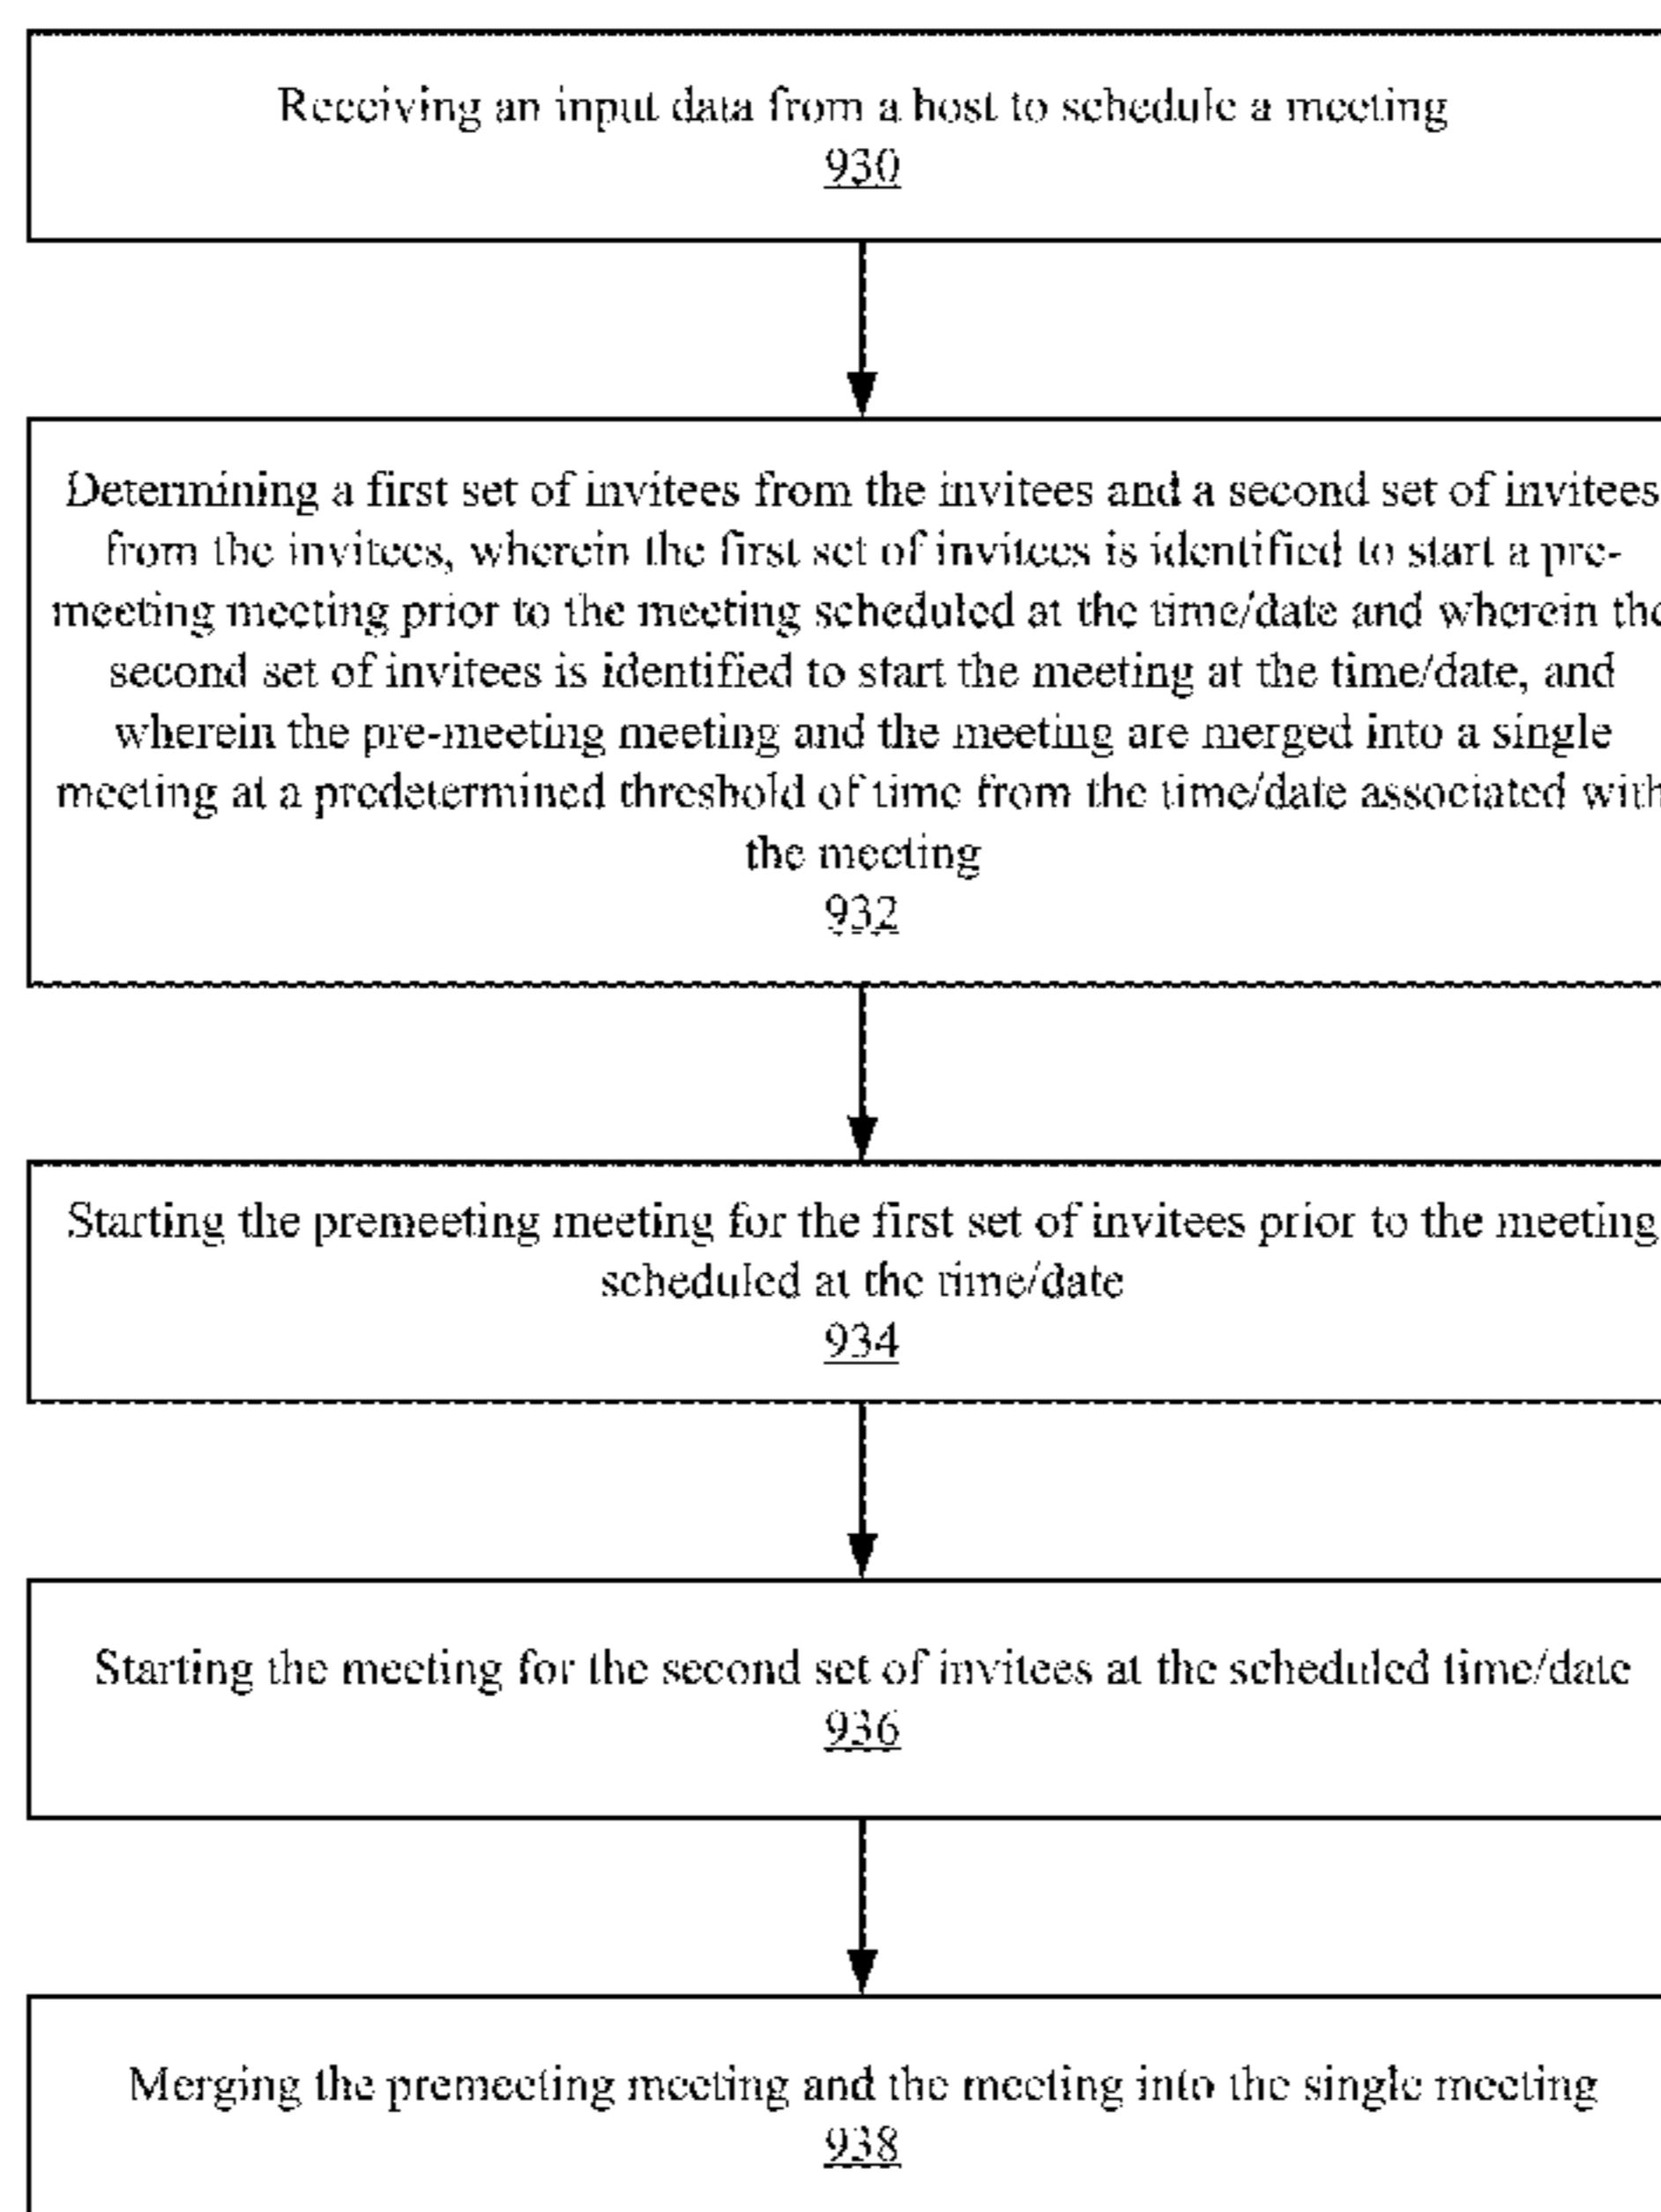 Receiving an input data from a host to schedule a meeting
930
Determining a first set of invitees from the invitees and a second set of invitees
from the invitees, wherein the first set of invitees is identified to start a pre-
meeting meeting prior to the meeting scheduled at the time/date and wherein the
second set of invitees is identified to start the meeting at the time/date, and
wherein the pre-meeting meeting and the meeting are merged into a single
meeting at a predetermined threshold of time from the time/date associated with
the meeting
932
Starting the premeeting meeting for the first set of invitees prior to the meeting
scheduled at the time/date
934
Starting the meeting for the second set of invitees at the scheduled time/date
936
Merging the premeeting meeting and the meeting into the single meeting
938